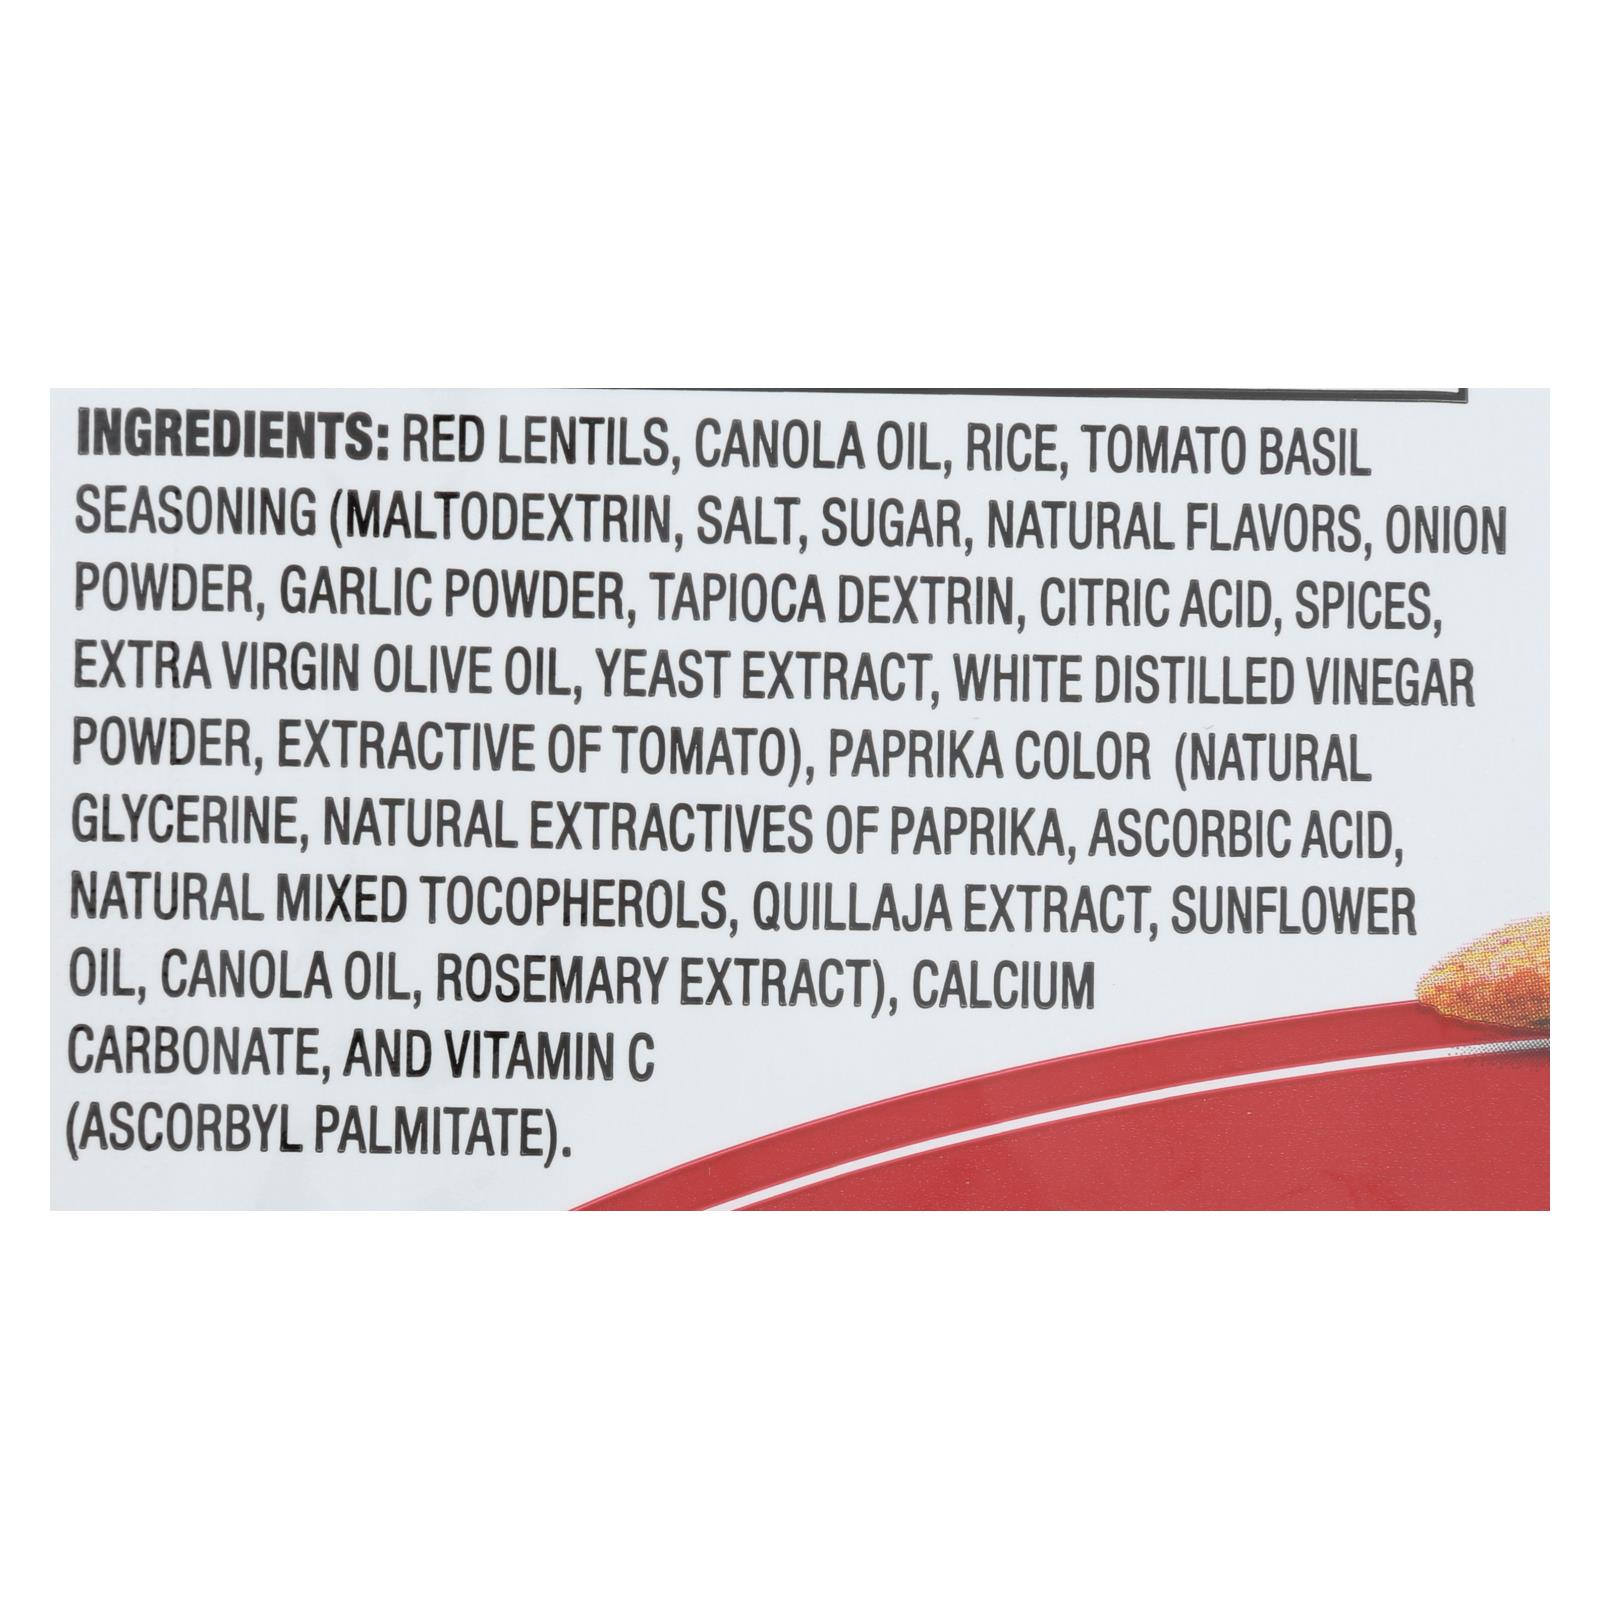 INGREDIENTS: RED LENTILS, CANOLA OIL, RICE, TOMATO BASIL
SEASONING (MALTODEXTRIN, SALT, SUGAR, NATURAL FLAVORS, ONION
POWDER, GARLIC POWDER, TAPIOCA DEXTRIN, CITRIC ACID, SPICES,
EXTRA VIRGIN OLIVE OIL, YEAST EXTRACT, WHITE DISTILLED VINEGAR
POWDER, EXTRACTIVE OF TOMATO), PAPRIKA COLOR (NATURAL
GLYCERINE, NATURAL EXTRACTIVES OF PAPRIKA, ASCORBIC ACID,
NATURAL MIXED TOCOPHEROLS, QUILLAJA EXTRACT, SUNFLOWER
OIL, CANOLA OIL, ROSEMARY EXTRACT), CALCIUM
CARBONATE, AND VITAMIN C
(ASCORBYL PALMITATE).